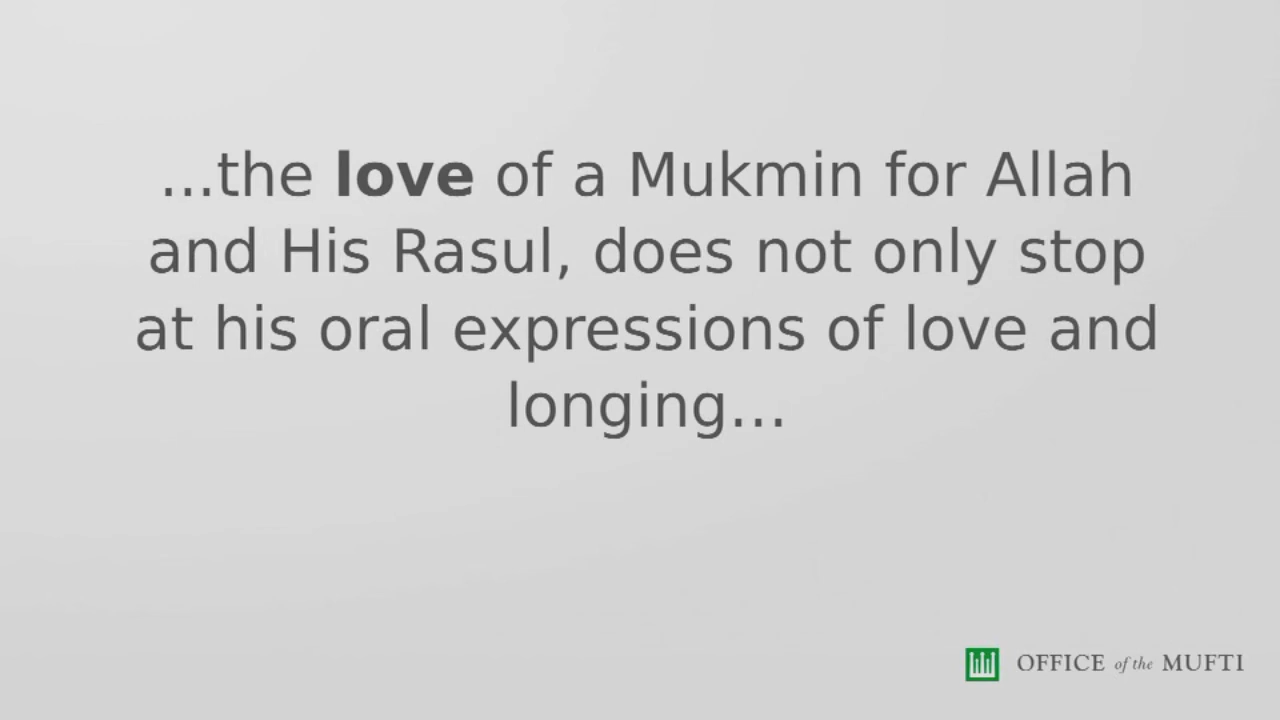 ...the love of a Mukmin for Allah
and His Rasul, does not only stop
at his oral expressions of love and
longing...
OFFICE of the MUFTI